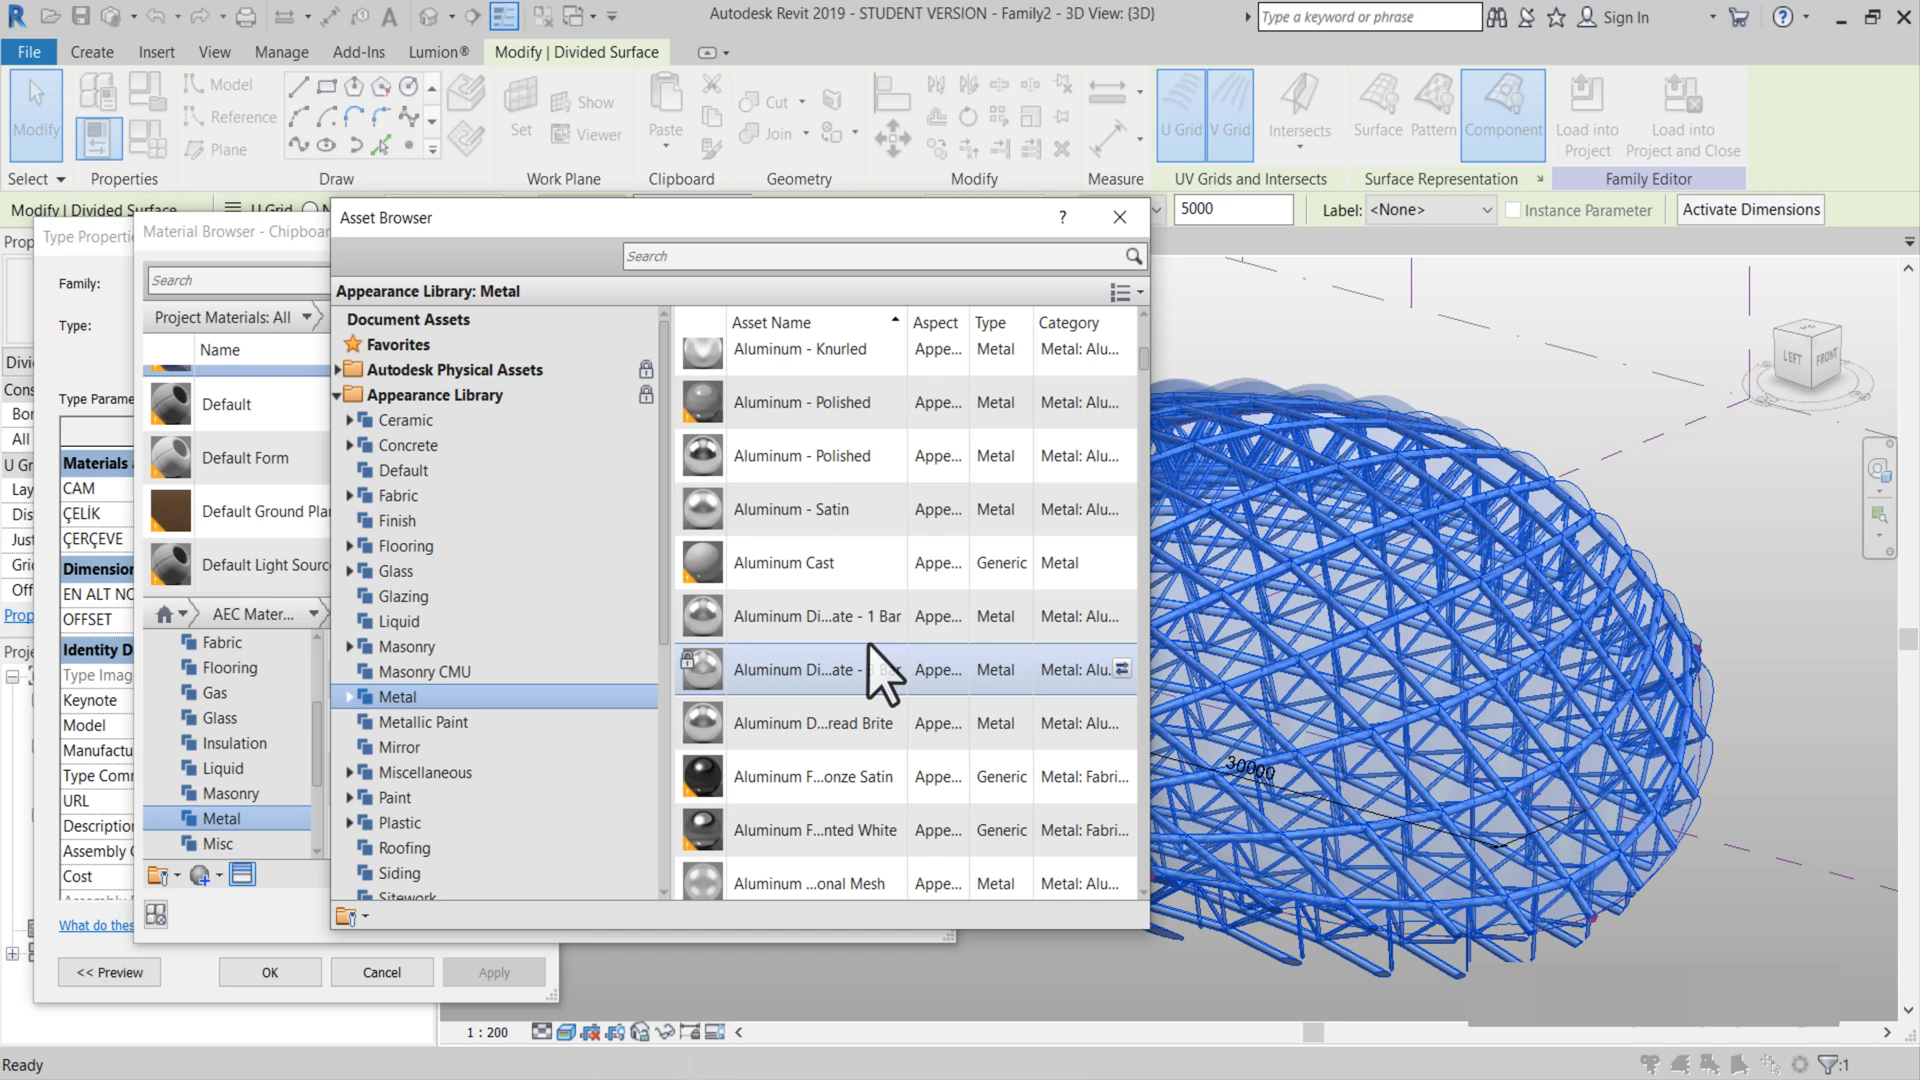 Autodesk Revit 2019 - STUDENT VERSION - Family2 - 3D View: {3D}
Type a keyword or phrase
Sign In
File
Create
Insert
View
Manage
Add-Ins
Lumion®
Modify | Divided Surface
Modify
Model
Reference
Plane
Set
Show
Viewer
Paste
Cut
Join
U Grid
V Grid
Intersects
Surface
Pattern
Component
Load into
Project
Load into
Project and Close
Select
Properties
Draw
Work Plane
Clipboard
Geometry
Modify
Measure
UV Grids and Intersects
Surface Representation
Family Editor
Modify | Divided Surface
U Grid
5000
Label:
<None>
Instance Parameter
Activate Dimensions
Type Properti
Family:
Type:
Type Parame
Materials
CAM
ÇELİK
ÇERÇEVE
Dimension
EN ALT NO
OFFSET
Identity D
Type Imag
Keynote
Model
Manufactu
Type Comm
URL
Description
Assembly C
Cost
What do thes
<< Preview
OK
Cancel
Apply
Material Browser - Chipboar
Search
Project Materials: All
Name
Default
Default Form
Default Ground Plan
Default Light Sourc
AEC Mater...
Fabric
Flooring
Gas
Glass
Insulation
Liquid
Masonry
Metal
Misc
Asset Browser
?
Search
Appearance Library: Metal
Document Assets
Favorites
Autodesk Physical Assets
Appearance Library
Ceramic
Concrete
Default
Fabric
Finish
Flooring
Glass
Glazing
Liquid
Masonry
Masonry CMU
Metal
Metallic Paint
Mirror
Miscellaneous
Paint
Plastic
Roofing
Siding
Sitework
Asset Name Aspect Type Category
Aluminum - Knurled Appe... Metal Metal: Alu...
Aluminum - Polished Appe... Metal Metal: Alu...
Aluminum - Polished Appe... Metal Metal: Alu...
Aluminum - Satin Appe... Metal Metal: Alu...
Aluminum Cast Appe... Generic Metal
Aluminum Di...ate - 1 Bar Appe... Metal Metal: Alu...
Aluminum Di...ate - Appe... Metal Metal: Alu.
Aluminum D...read Brite Appe... Metal Metal: Alu...
Aluminum F...onze Satin Appe... Generic Metal: Fabri...
Aluminum F...nted White Appe... Generic Metal: Fabri...
Aluminum ...onal Mesh Appe... Metal Metal: Alu...
LEFT
FRONT
30000
1 : 200
Ready
:1